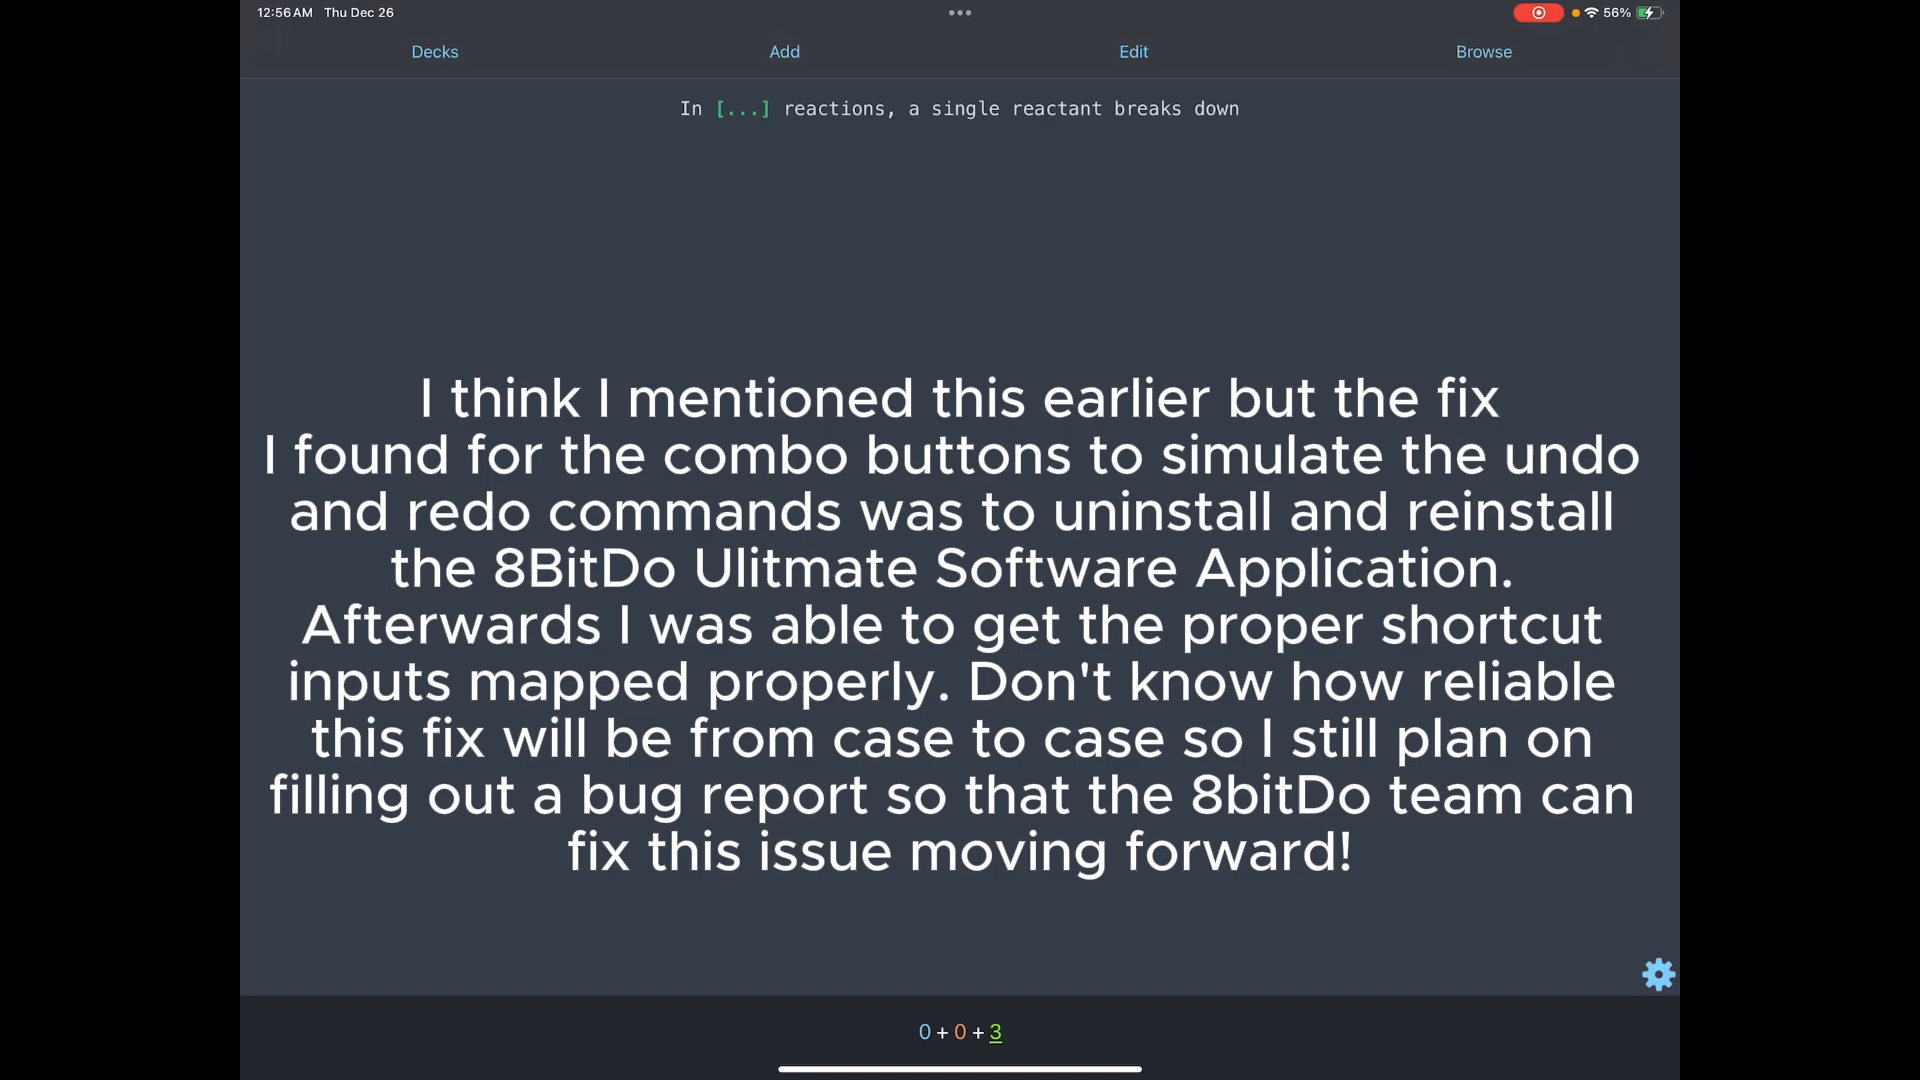 12:56 AM Thu Dec 26
56%
Decks Add Edit Browse
In [...] reactions, a single reactant breaks down
I think I mentioned this earlier but the fix
I found for the combo buttons to simulate the undo
and redo commands was to uninstall and reinstall
the 8BitDo Ulitmate Software Application.
Afterwards I was able to get the proper shortcut
inputs mapped properly. Don't know how reliable
this fix will be from case to case so I still plan on
filling out a bug report so that the 8bitDo team can
fix this issue moving forward!
0 + 0 + 3